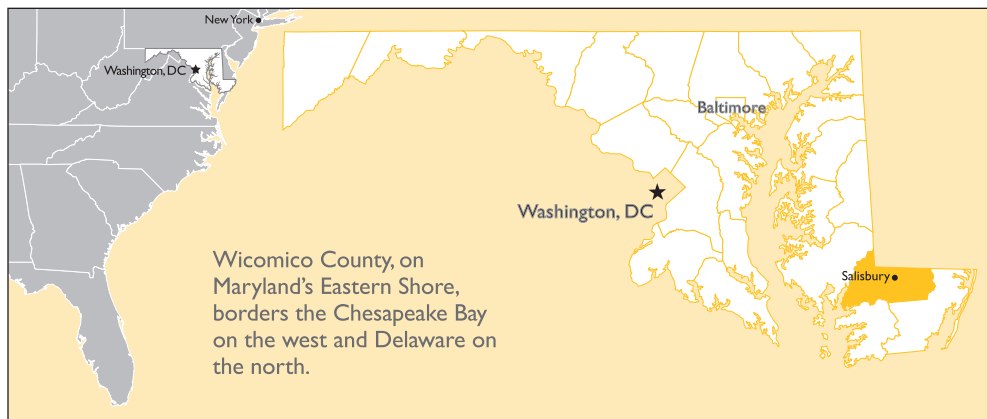 New York
Washington, DC
Baltimore
Washington, DC
Salisbury
Wicomico County, on
Maryland’s Eastern Shore,
borders the Chesapeake Bay
on the west and Delaware on
the north.